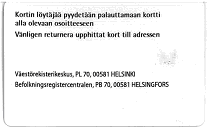 Kortin löytäjää pyydetään palauttamaan kortti
alla olevaan osoitteeseen
Vänligen returnera upphittat kort till adressen
Väestörekisterikeskus, PL 70, 00581 HELSINKI
Befolkningsregistercentralen, PB 70, 00581 HELSINGFORS